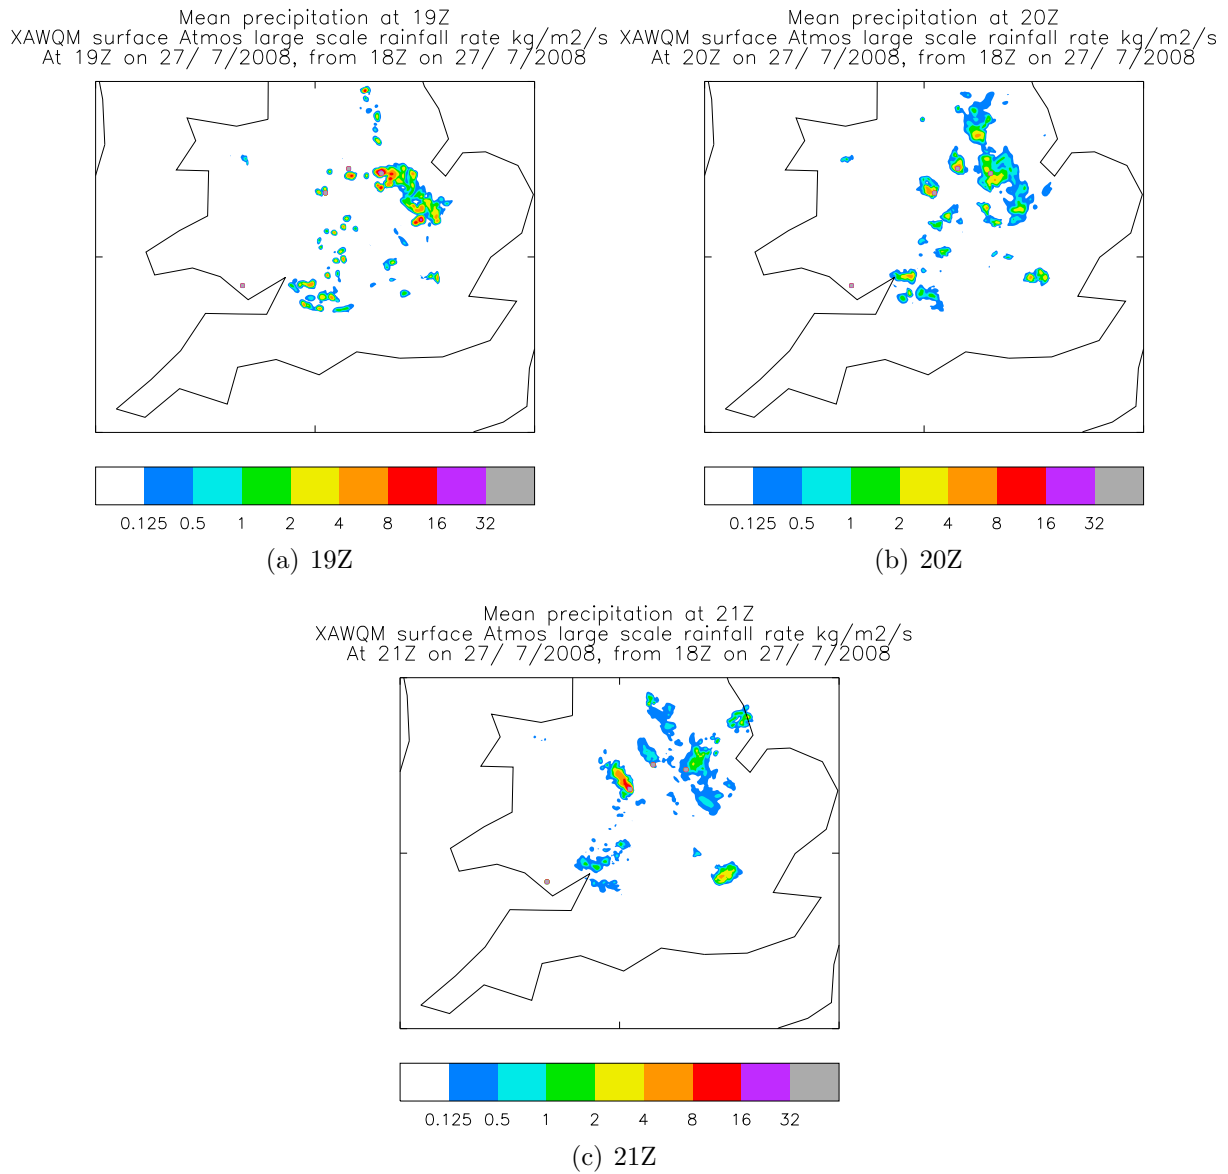 Mean precipitation at 19Z
XAWQM surface Atmos large scale rainfall rate kg/m2/s
At 19Z on 27/ 7/2008, from 18Z on 27/ 7/2008
0.125 0.5 1 2 4 8 16 32
(a) 19Z
Mean precipitation at 20Z
XAWQM surface Atmos large scale rainfall rate kg/m2/s
At 20Z on 27/ 7/2008, from 18Z on 27/ 7/2008
0.125 0.5 1 2 4 8 16 32
(b) 20Z
Mean precipitation at 21Z
XAWQM surface Atmos large scale rainfall rate kg/m2/s
At 21Z on 27/ 7/2008, from 18Z on 27/ 7/2008
0.125 0.5 1 2 4 8 16 32
(c) 21Z